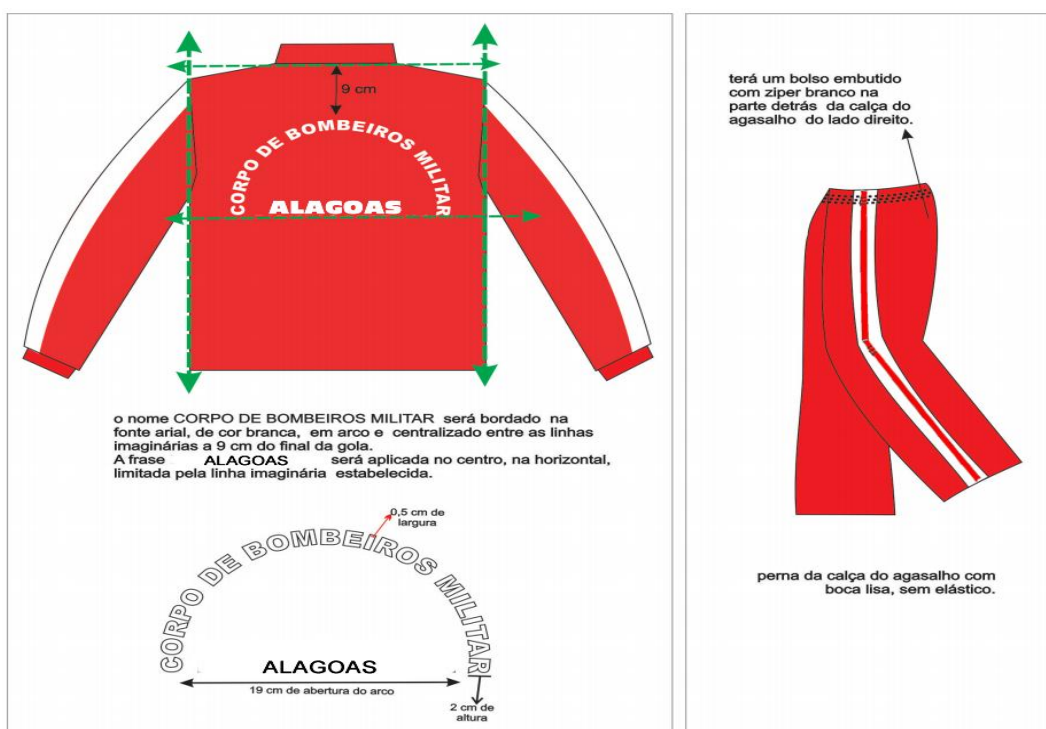 9 cm
CORPO DE BOMBEIROS MILITAR
ALAGOAS
o nome CORPO DE BOMBEIROS MILITAR será bordado na
fonte arial, de cor branca, em arco e centralizado entre as linhas
imaginárias a 9 cm do final da gola.
A frase ALAGOAS será aplicada no centro, na horizontal,
limitada pela linha imaginária estabelecida.
0,5 cm de
largura
CORPO DE BOMBEIROS MILITAR
ALAGOAS
19 cm de abertura do arco
2 cm de
altura
terá um bolso embutido
com ziper branco na
parte detrás da calça do
agasalho do lado direito.
perna da calça do agasalho com
boca lisa, sem elástico.